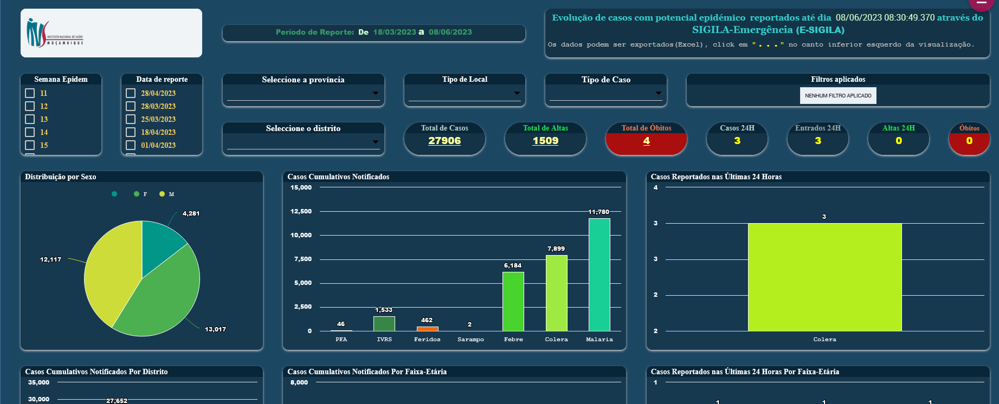 INSTITUTO NACIONAL DE SAÚDE
MOÇAMBIQUE
Período de Reporte: De 18/03/2023 a 08/06/2023
Evolução de casos com potencial epidémico reportados até dia 08/06/2023 08:30:49.370 através do
SIGILA-Emergência (E-SIGILA)
Os dados podem ser exportados(Excel), click em "..." no canto inferior esquerdo da visualização.
Semana Epidem
11
12
13
14
15
Data de reporte
28/04/2023
28/03/2023
25/03/2023
18/04/2023
01/04/2023
Seleccione a província
Tipo de Local
Tipo de Caso
Filtros aplicados
NENHUM FILTRO APLICADO
Seleccione o distrito
Total de Casos
27906
Total de Altas
1509
Total de Óbitos
4
Casos 24H
3
Entrados 24H
3
Altas 24H
0
Óbitos
0
Distribuição por Sexo
F M
4,281
12,117
13,017
Casos Cumulativos Notificados
15,000
12,500
10,000
7,500
5,000
2,500
0
46
1,533
462
2
6,184
7,899
11,780
PFA IVRS Feridos Sarampo Febre Colera Malaria
Casos Reportados nas Últimas 24 Horas
4
3
3
2
2
3
Colera
Casos Cumulativos Notificados Por Distrito
35,000
30,000
27,652
Casos Cumulativos Notificados Por Faixa-Etária
8,000
Casos Reportados nas Últimas 24 Horas Por Faixa-Etária
1
1 1 1